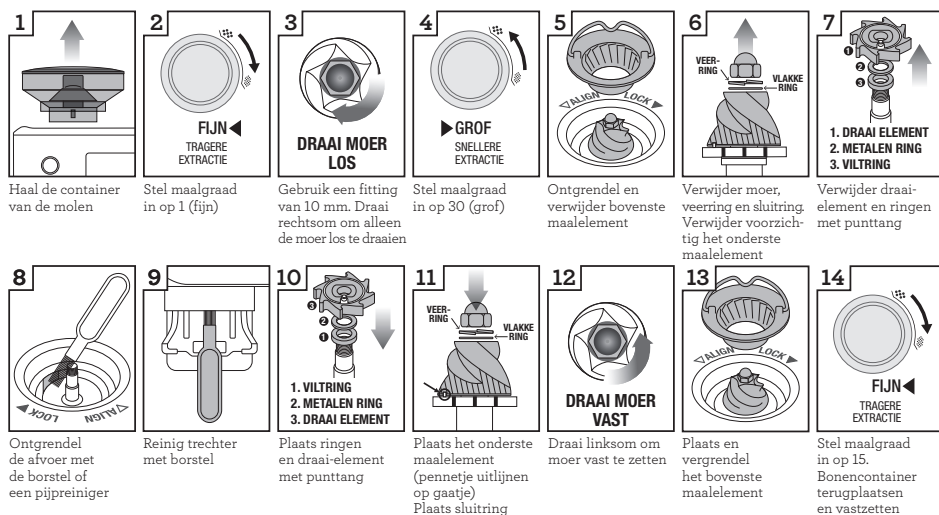 1
Haal de container
van de molen
2
FIJN◀
TRAGERE
EXTRACTIE
Stel maalgraad
in op 1 (fijn)
3
DRAAI MOER
LOS
Gebruik een fitting
van 10 mm. Draai
rechtsom om alleen
de moer los te draaien
4
▶GROF
SNELLERE
EXTRACTIE
Stel maalgraad
in op 30 (grof)
5
▽ALIGN LOCK▶
Ontgrendel en
verwijder bovenste
maalelement
6
VEER-
RING
VLAKKE
RING
Verwijder moer,
veerring en sluitring.
Verwijder voorzich-
tig het onderste
maalelement
7
❶
❷
❸
1. DRAAI ELEMENT
2. METALEN RING
3. VILTRING
Verwijder draai-
element en ringen
met punttang
8
LOCK▶ ▽ALIGN
Ontgrendel
de afvoer met
de borstel of
een pijpreiniger
9
Reinig trechter
met borstel
10
❸
❷
❶
1. VILTRING
2. METALEN RING
3. DRAAI ELEMENT
Plaats ringen
en draai-element
met punttang
11
VEER-
RING
VLAKKE
RING
Plaats het onderste
maalelement
(pennetje uitlijnen
op gaatje)
Plaats sluitring
12
DRAAI MOER
VAST
Draai linksom om
moer vast te zetten
13
▽ALIGN LOCK▶
Plaats en
vergrendel
het bovenste
maalelement
14
FIJN◀
TRAGERE
EXTRACTIE
Stel maalgraad
in op 15.
Bonencontainer
terugplaatsen
en vastzetten